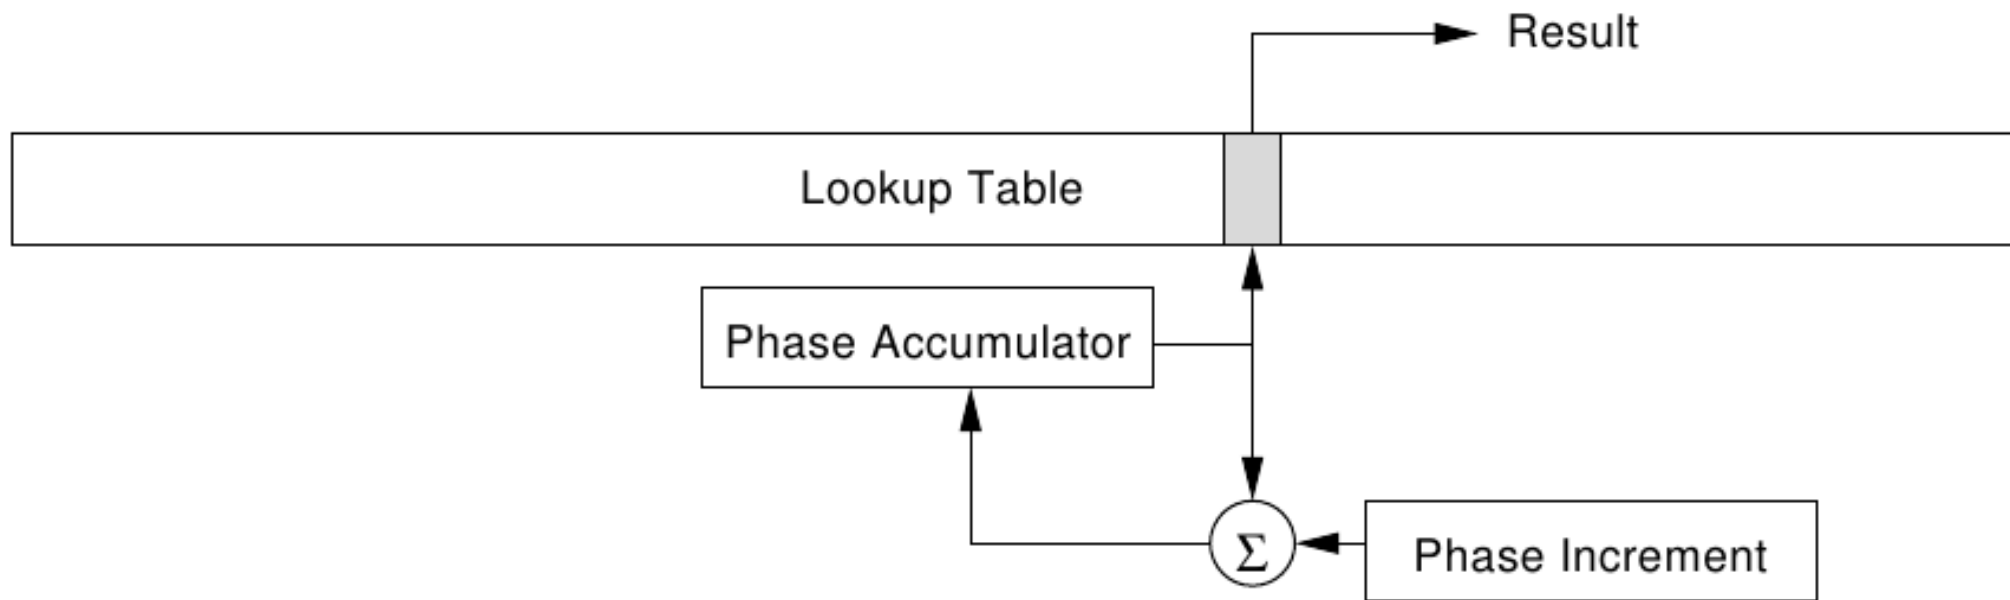 Result
Lookup Table
Phase Accumulator
Σ
Phase Increment